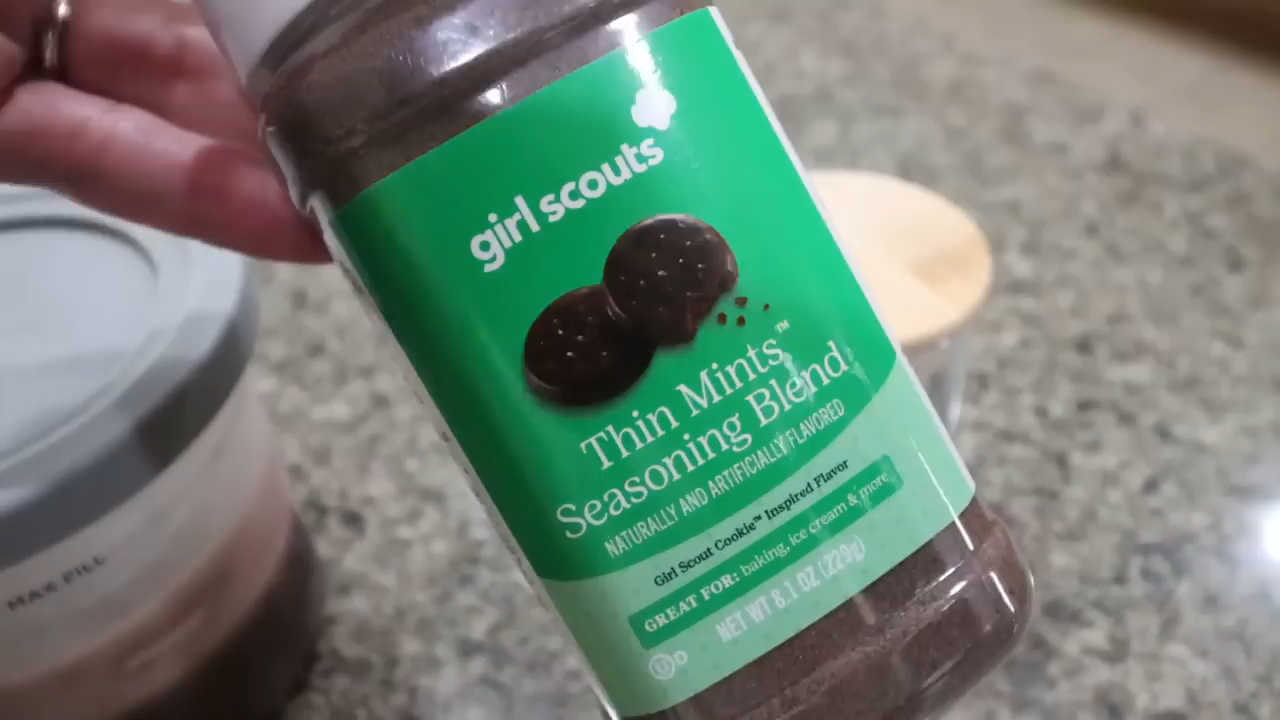 girl scouts
Thin Mints™
Seasoning Blend
NATURALLY AND ARTIFICIALLY FLAVORED
Girl Scout Cookie™ Inspired Flavor
GREAT FOR: baking, ice cream & more
NET WT 8.1 OZ (229g)
U D
MAX FILL